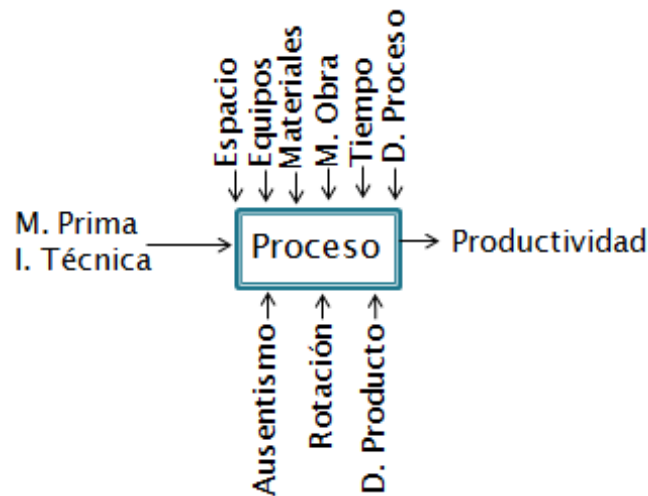 Espacio
Equipos
Materiales
M. Obra
Tiempo
D. Proceso
M. Prima
I. Técnica
Proceso
Productividad
Ausentismo
Rotación
D. Producto